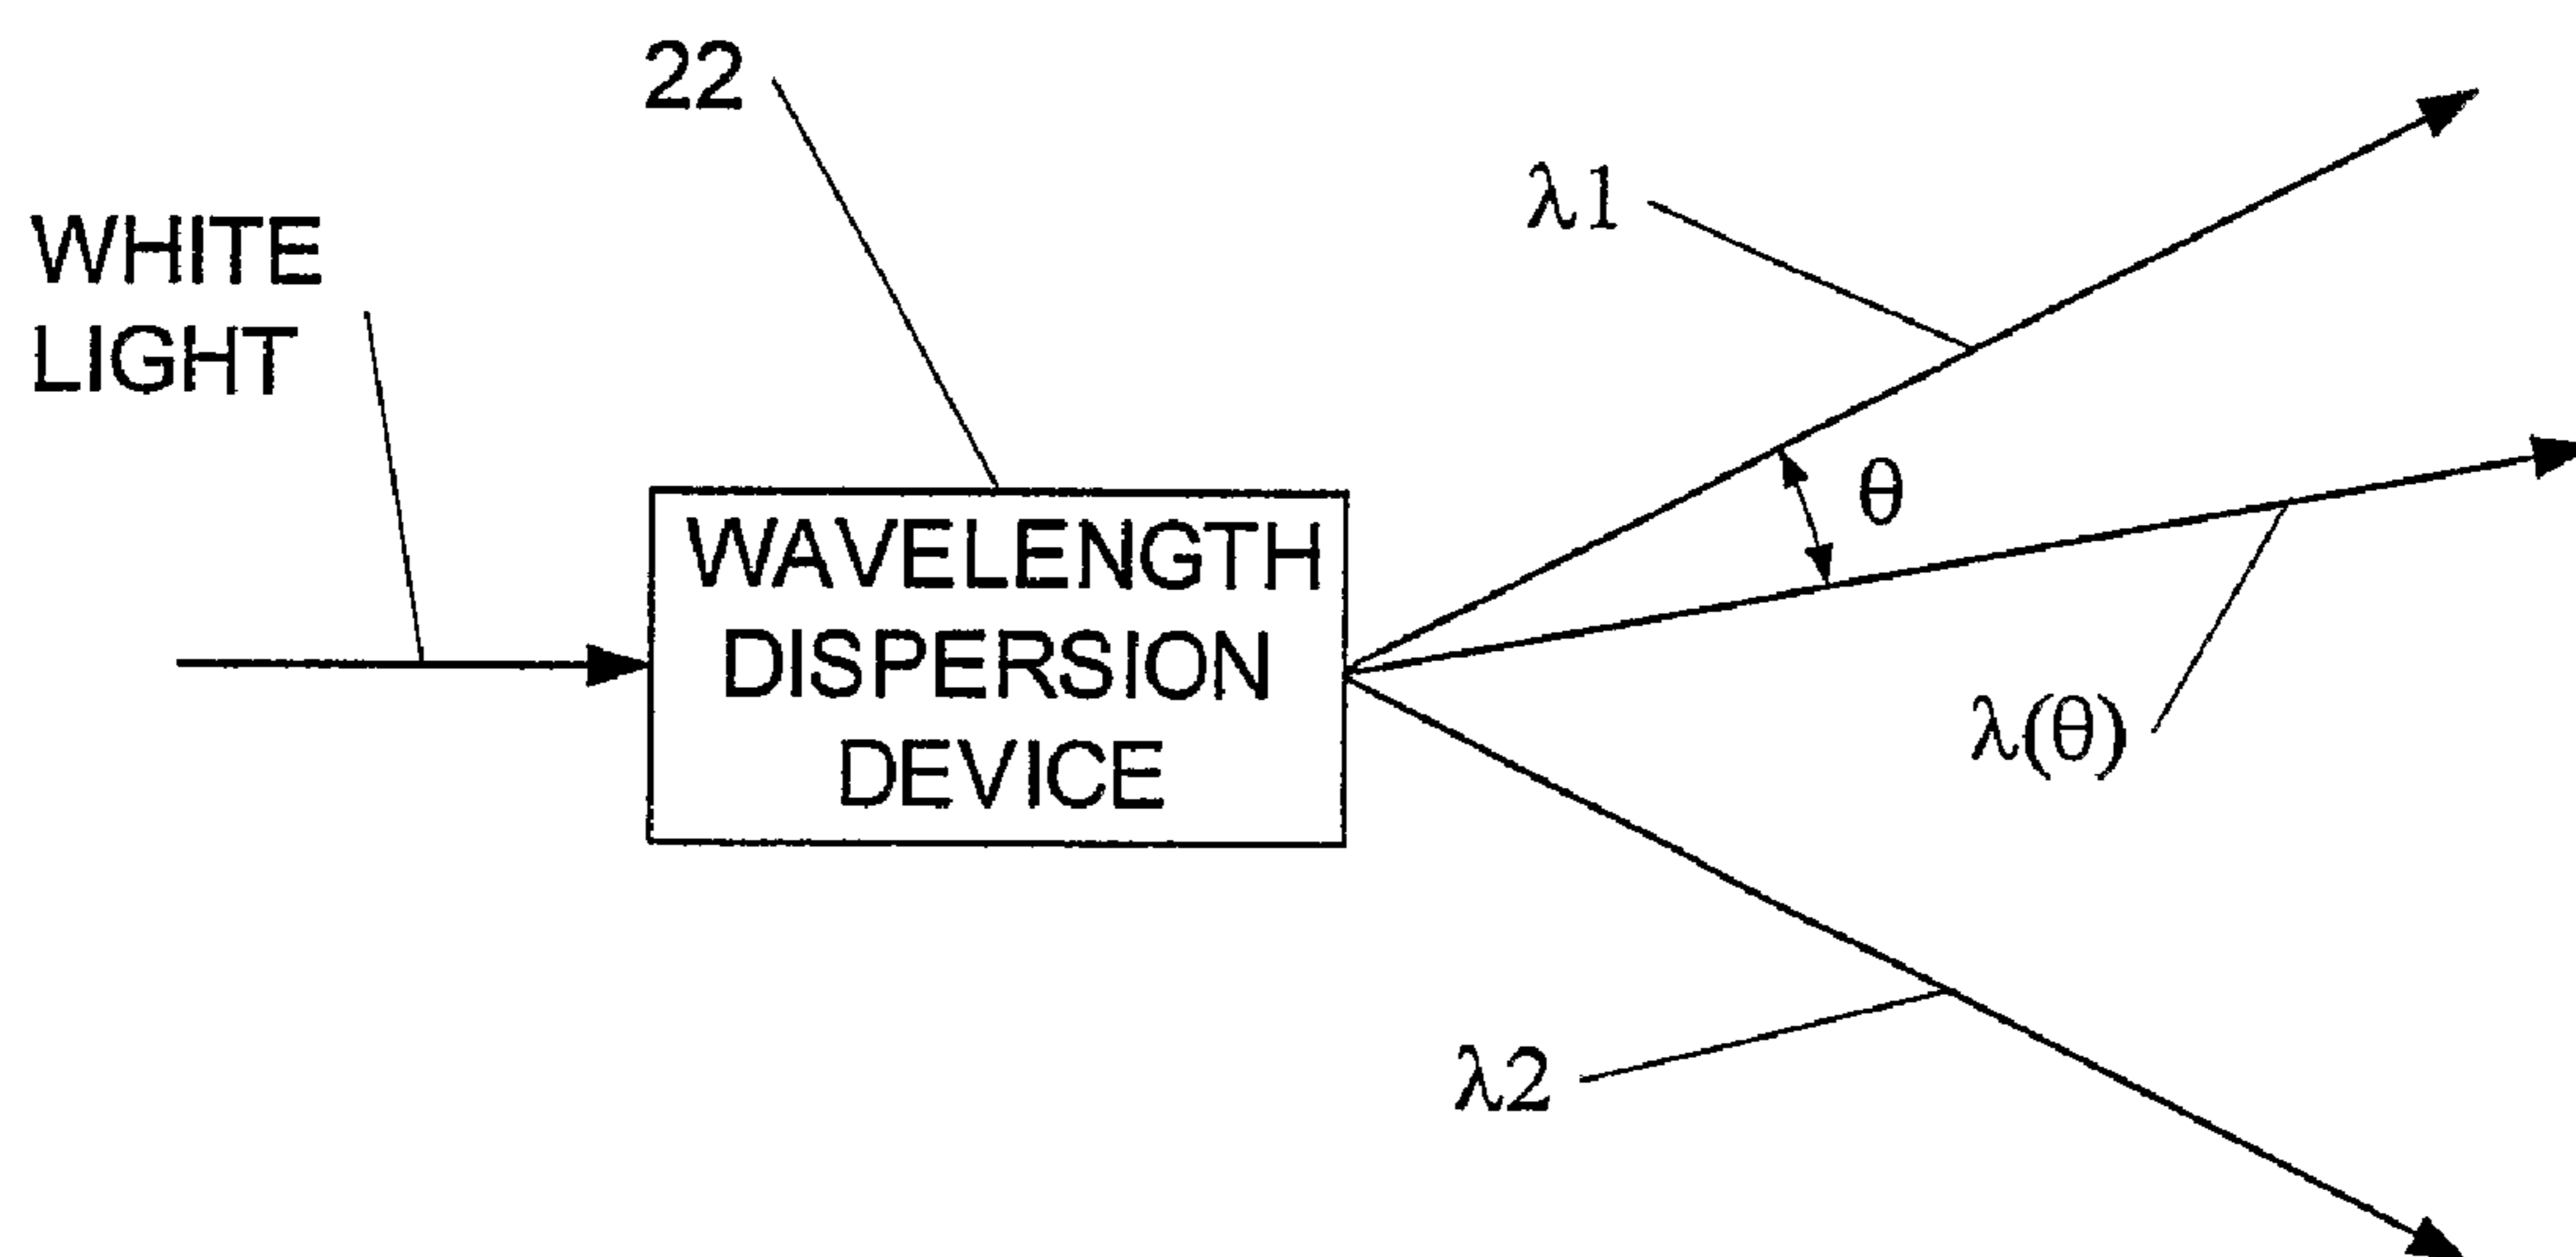 22
WHITE
LIGHT
λ1
θ
WAVELENGTH
DISPERSION
DEVICE
λ(θ)
λ2